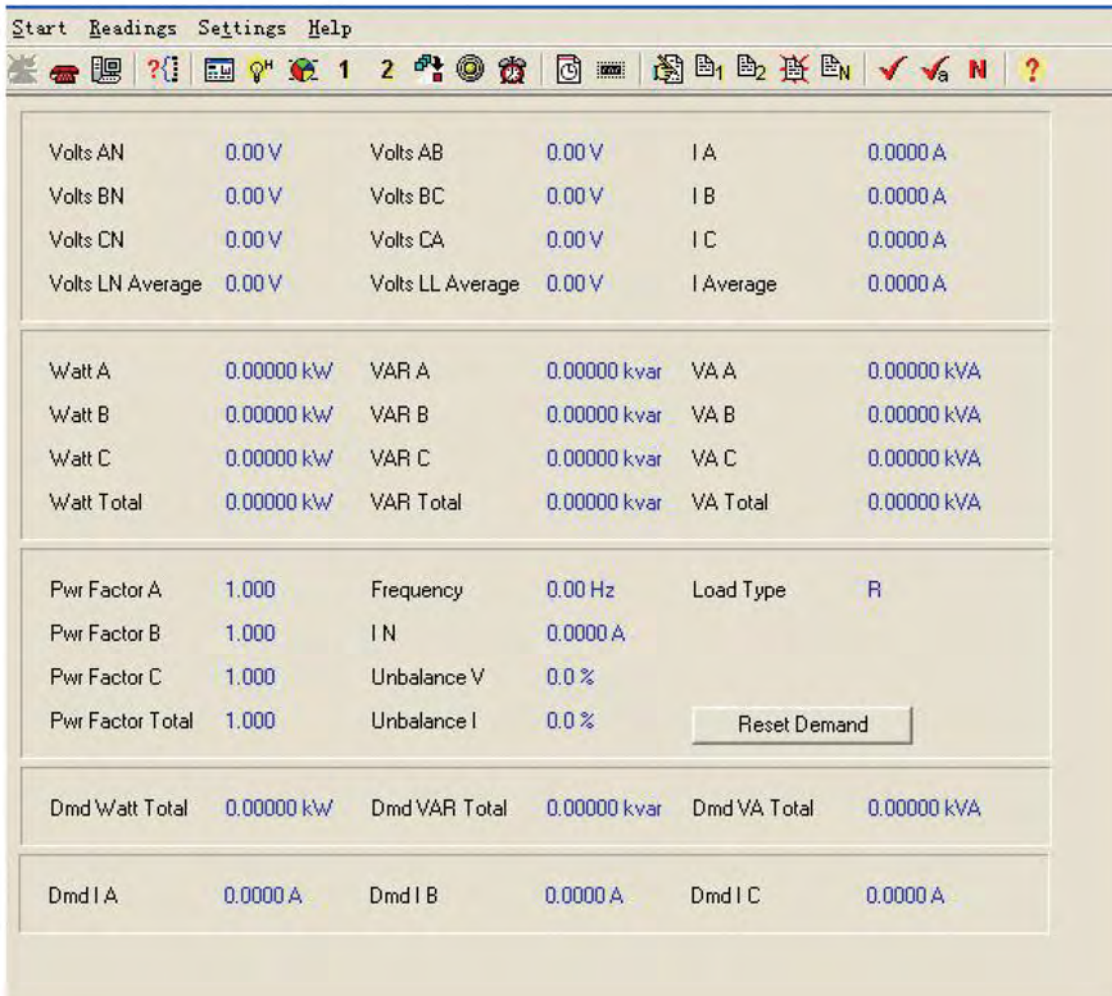 Start Readings Settings Help
?{ W H 1 2 1 2 N a N ?
Volts AN 0.00 V Volts AB 0.00 V I A 0.0000 A
Volts BN 0.00 V Volts BC 0.00 V I B 0.0000 A
Volts CN 0.00 V Volts CA 0.00 V I C 0.0000 A
Volts LN Average 0.00 V Volts LL Average 0.00 V I Average 0.0000 A
Watt A 0.00000 kW VAR A 0.00000 kvar VA A 0.00000 kVA
Watt B 0.00000 kW VAR B 0.00000 kvar VA B 0.00000 kVA
Watt C 0.00000 kW VAR C 0.00000 kvar VA C 0.00000 kVA
Watt Total 0.00000 kW VAR Total 0.00000 kvar VA Total 0.00000 kVA
Pwr Factor A 1.000 Frequency 0.00 Hz Load Type R
Pwr Factor B 1.000 I N 0.0000 A
Pwr Factor C 1.000 Unbalance V 0.0 %
Pwr Factor Total 1.000 Unbalance I 0.0 % Reset Demand
Dmd Watt Total 0.00000 kW Dmd VAR Total 0.00000 kvar Dmd VA Total 0.00000 kVA
Dmd I A 0.0000 A Dmd I B 0.0000 A Dmd I C 0.0000 A